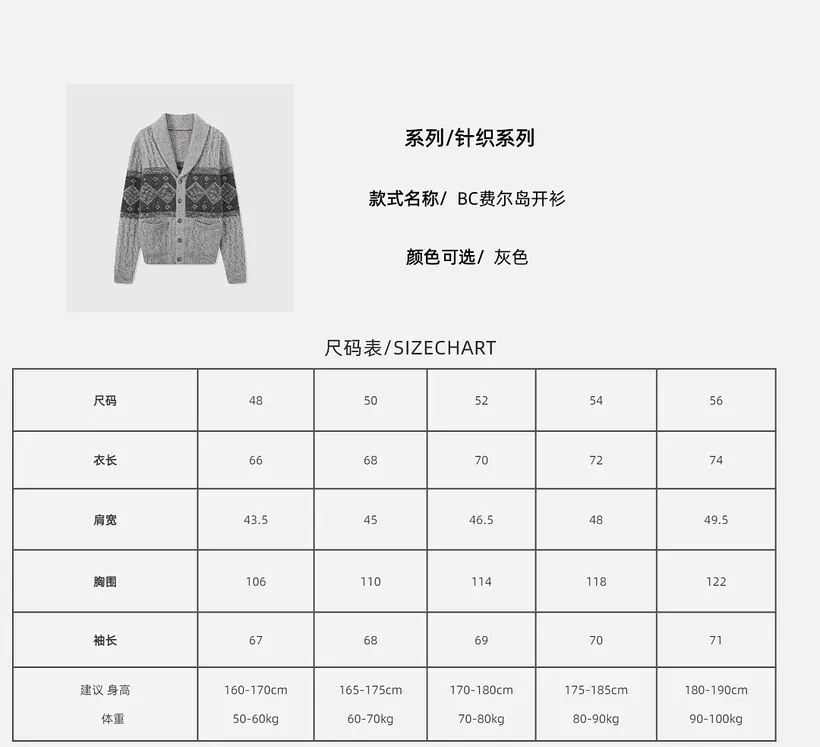 系列/针织系列
款式名称/ BC费尔岛开衫
颜色可选/ 灰色
尺码表/SIZECHART
尺码 48 50 52 54 56
衣长 66 68 70 72 74
肩宽 43.5 45 46.5 48 49.5
胸围 106 110 114 118 122
袖长 67 68 69 70 71
建议 身高 160-170cm 165-175cm 170-180cm 175-185cm 180-190cm
体重 50-60kg 60-70kg 70-80kg 80-90kg 90-100kg